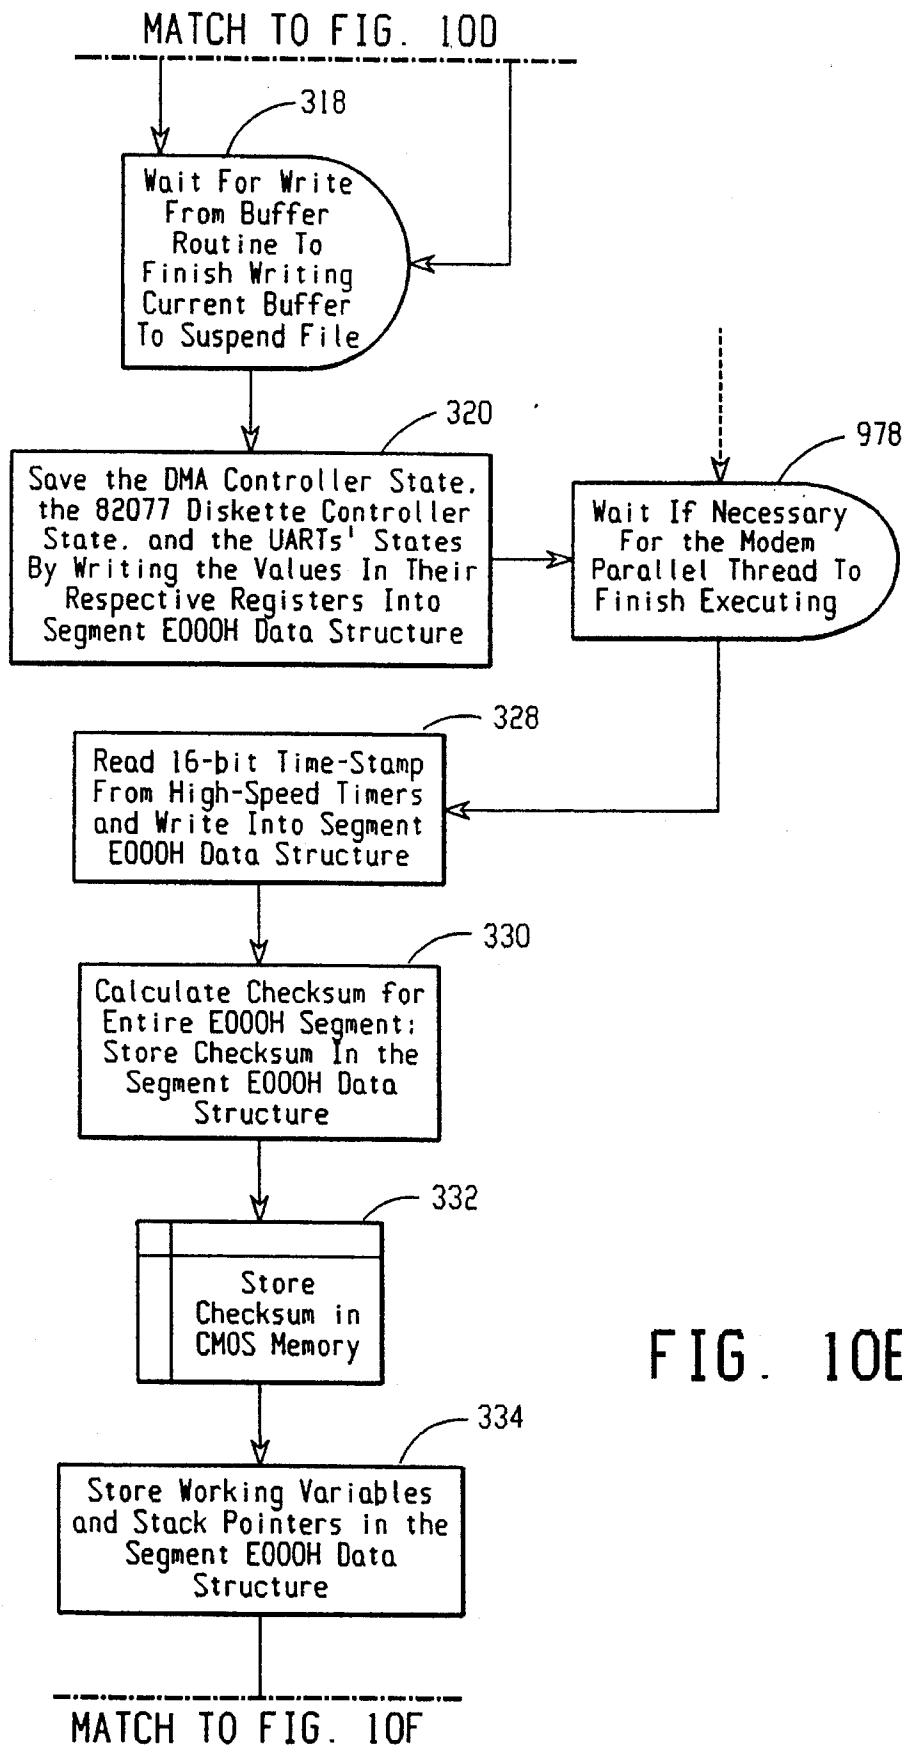 MATCH TO FIG. 10D
318
Wait For Write
From Buffer
Routine To
Finish Writing
Current Buffer
To Suspend File
320
Save the DMA Controller State,
the 82077 Diskette Controller
State, and the UARTs' States
By Writing the Values In Their
Respective Registers Into
Segment E000H Data Structure
978
Wait If Necessary
For the Modem
Parallel Thread To
Finish Executing
328
Read 16-bit Time-Stamp
From High-Speed Timers
and Write Into Segment
E000H Data Structure
330
Calculate Checksum for
Entire E000H Segment;
Store Checksum In the
Segment E000H Data
Structure
332
Store
Checksum in
CMOS Memory
FIG. 10E
334
Store Working Variables
and Stack Pointers in the
Segment E000H Data
Structure
MATCH TO FIG. 10F